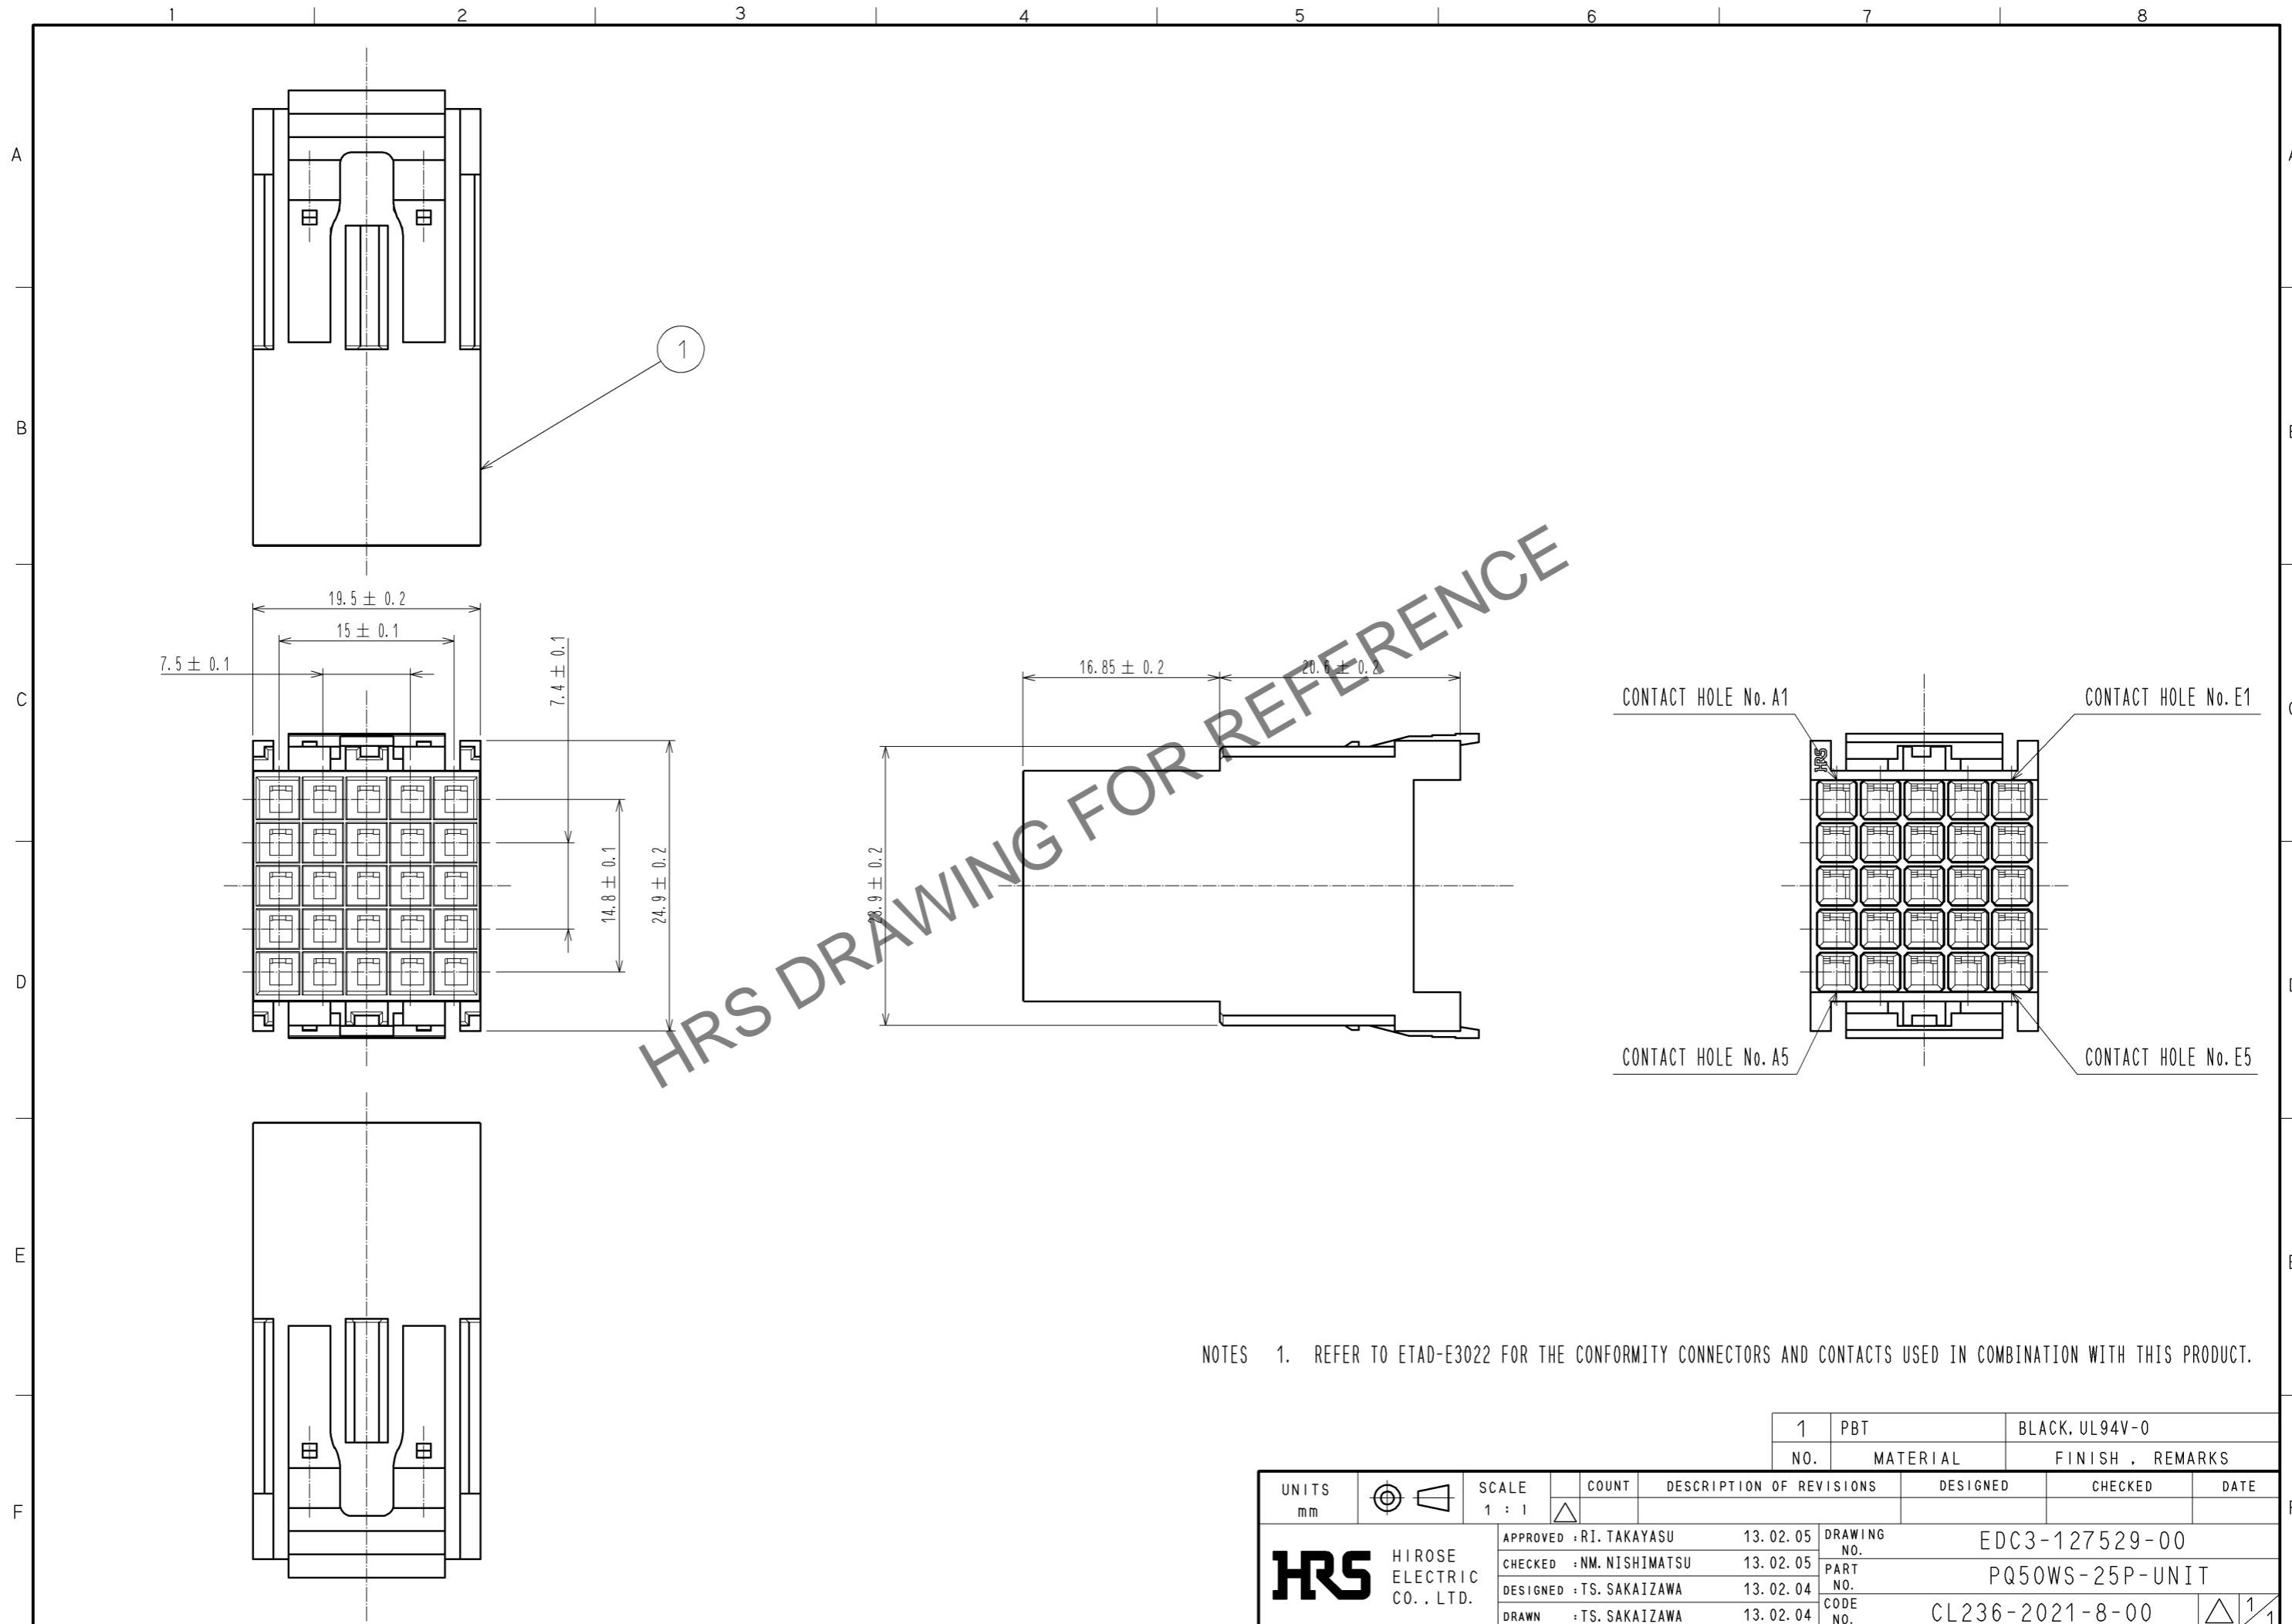 1 2 3 4 5 6 7 8
A
B
C
D
E
F
1
19.5 ± 0.2
15 ± 0.1
7.5 ± 0.1
7.4 ± 0.1
14.8 ± 0.1
24.9 ± 0.2
16.85 ± 0.2
20.6 ± 0.2
23.9 ± 0.2
HRS DRAWING FOR REFERENCE
CONTACT HOLE No. A1
CONTACT HOLE No. E1
HRS
CONTACT HOLE No. A5
CONTACT HOLE No. E5
NOTES 1. REFER TO ETAD-E3022 FOR THE CONFORMITY CONNECTORS AND CONTACTS USED IN COMBINATION WITH THIS PRODUCT.
1 PBT BLACK, UL94V-0
NO. MATERIAL FINISH , REMARKS
UNITS mm
SCALE 1 : 1
COUNT DESCRIPTION OF REVISIONS DESIGNED CHECKED DATE
HRS HIROSE ELECTRIC CO., LTD.
APPROVED : RI. TAKAYASU 13.02.05
CHECKED : NM. NISHIMATSU 13.02.05
DESIGNED : TS. SAKAIZAWA 13.02.04
DRAWN : TS. SAKAIZAWA 13.02.04
DRAWING NO. EDC3-127529-00
PART NO. PQ50WS-25P-UNIT
CODE NO. CL236-2021-8-00 1/1